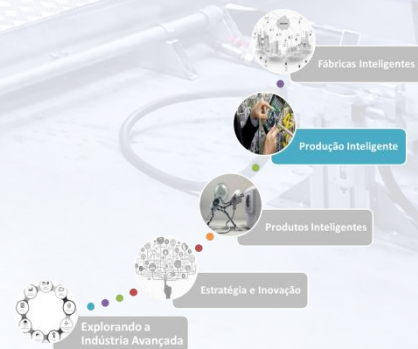 Fábricas Inteligentes
Produção Inteligente
Produtos Inteligentes
Estratégia e Inovação
Explorando a
Indústria Avançada